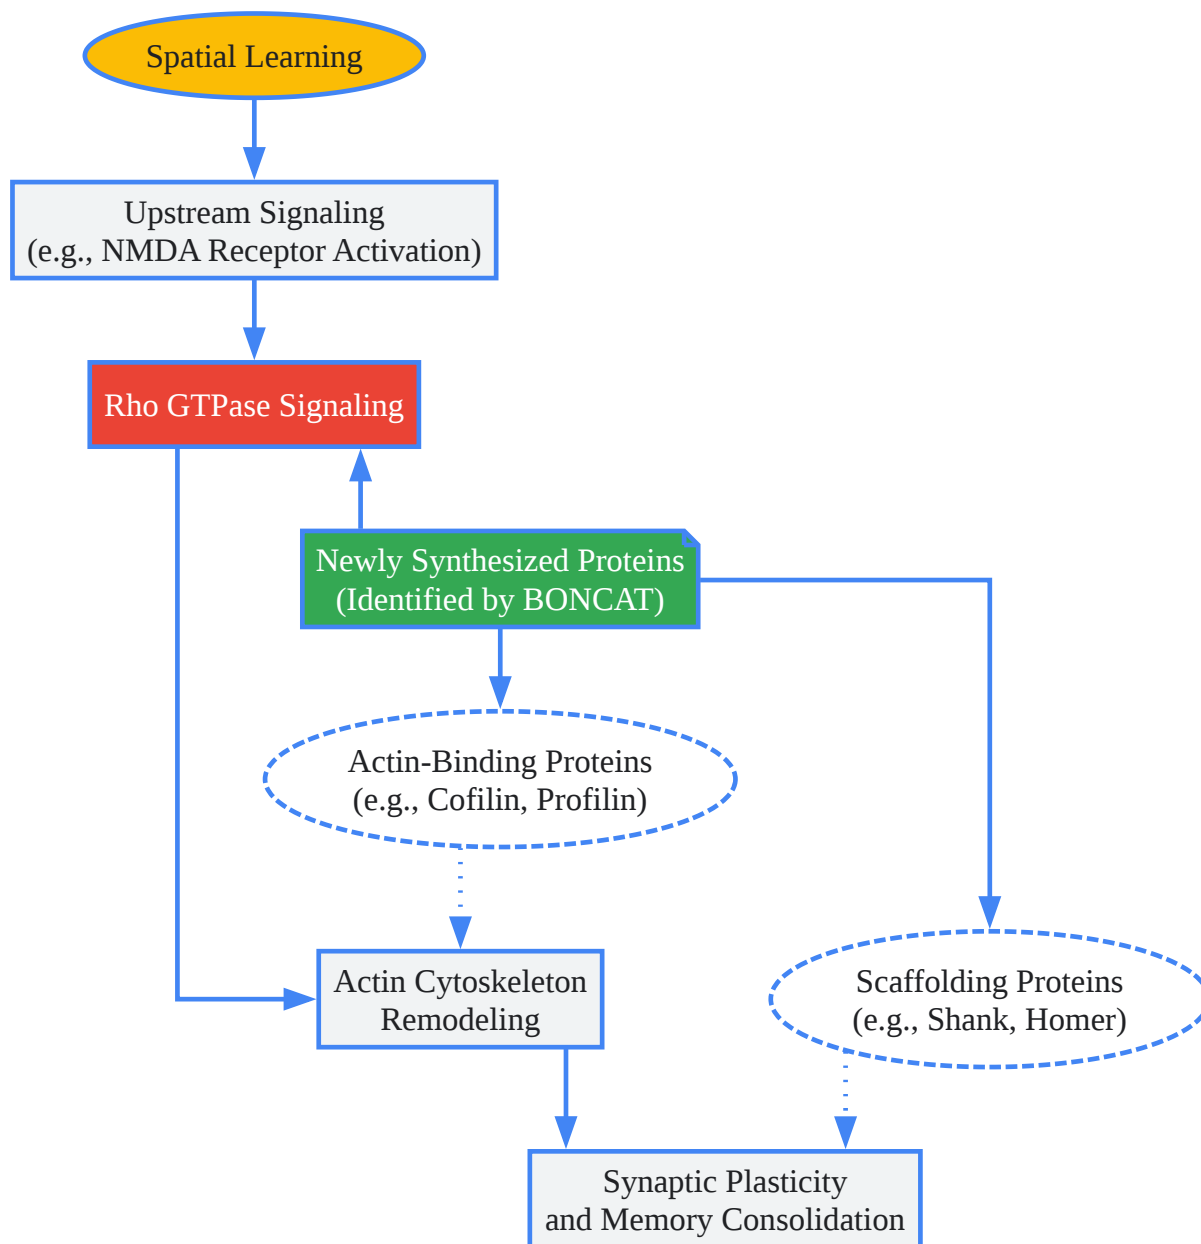 Spatial Learning
Upstream Signaling
(e.g., NMDA Receptor Activation)
Rho GTPase Signaling
Newly Synthesized Proteins
(Identified by BONCAT)
Actin-Binding Proteins
(e.g., Cofilin, Profilin)
Actin Cytoskeleton
Remodeling
Scaffolding Proteins
(e.g., Shank, Homer)
Synaptic Plasticity
and Memory Consolidation